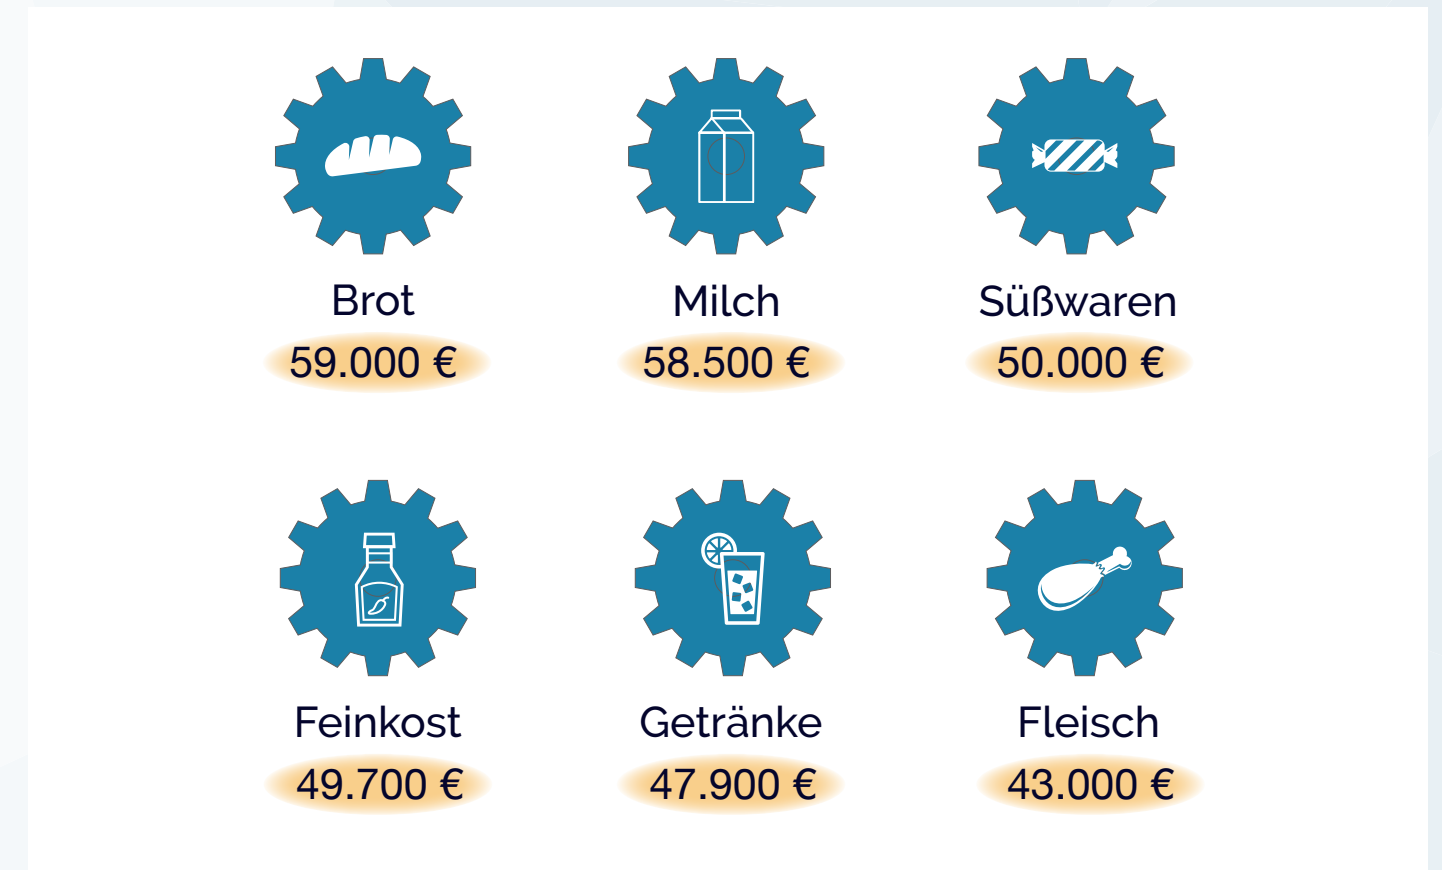 Brot
Milch
Süßwaren
59.000 €
58.500 €
50.000 €
Feinkost
Getränke
Fleisch
49.700 €
47.900 €
43.000 €